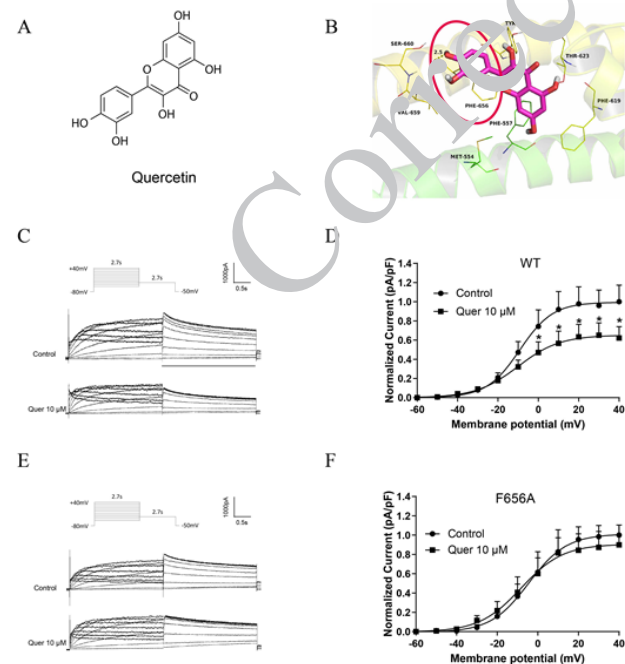 A
OH
HO
O
OH
O
OH
HO
OH
Quercetin
B
SER-660
2.5
THR-623
PHE-656
VAL-659
PHE-619
PHE-557
MET-554
Correc
C
2.7s
+40mV
2.7s
-80mV
-50mV
1000pA
0.5s
Control
Quer 10 μM
D
WT
Normalized Current (pA/pF)
1.4
1.2
1.0
0.8
0.6
0.4
0.2
0.0
Control
Quer 10 μM
* * * * *
-60 -40 -20 0 20 40
Membrane potential (mV)
E
2.7s
+40mV
2.7s
-80mV
-50mV
1000pA
0.5s
Control
Quer 10 μM
F
F656A
Normalized Current (pA/pF)
1.4
1.2
1.0
0.8
0.6
0.4
0.2
0.0
Control
Quer 10 μM
-60 -40 -20 0 20 40
Membrane potential (mV)